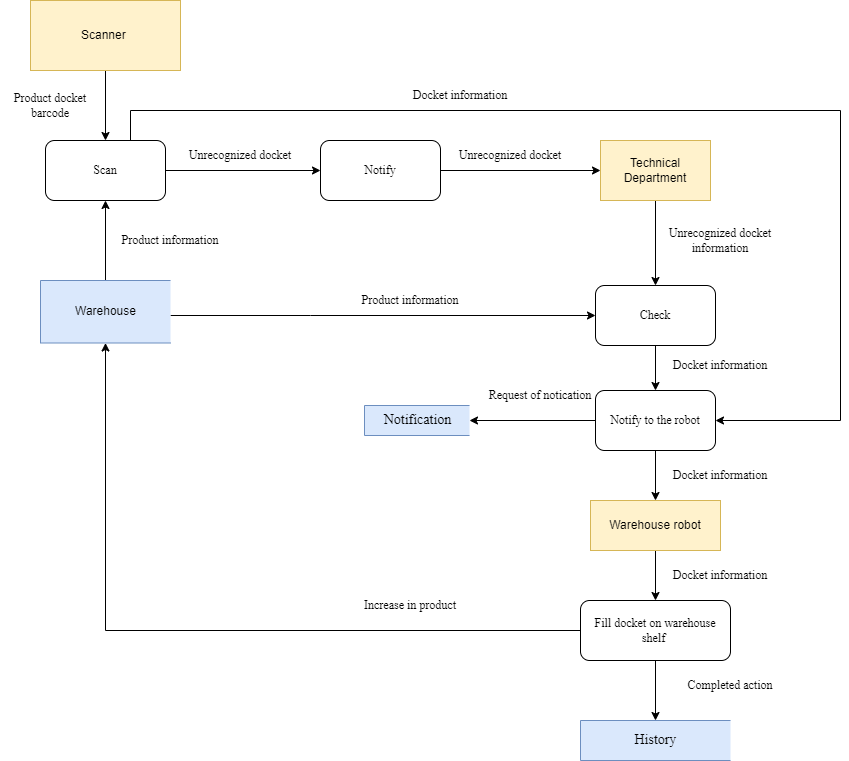 Scanner
Product docket
barcode
Docket information
Scan
Unrecognized docket
Notify
Unrecognized docket
Technical
Department
Product information
Unrecognized docket
information
Warehouse
Product information
Check
Docket information
Request of notication
Notification
Notify to the robot
Docket information
Warehouse robot
Docket information
Increase in product
Fill docket on warehouse
shelf
Completed action
History